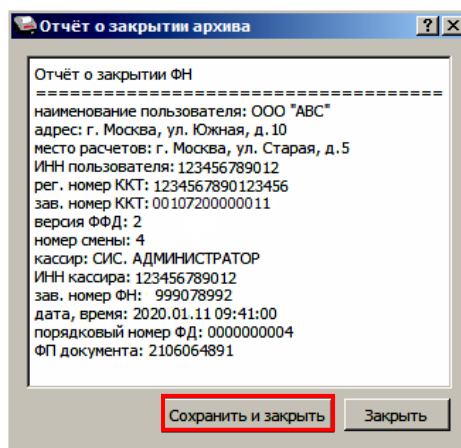 Отчёт о закрытии архива
Отчёт о закрытии ФН
=====================================
наименование пользователя: ООО "АВС"
адрес: г. Москва, ул. Южная, д.10
место расчетов: г. Москва, ул. Старая, д.5
ИНН пользователя: 123456789012
рег. номер ККТ: 1234567890123456
зав. номер ККТ: 00107200000011
версия ФФД: 2
номер смены: 4
кассир: СИС. АДМИНИСТРАТОР
ИНН кассира: 123456789012
зав. номер ФН: 999078992
дата, время: 2020.01.11 09:41:00
порядковый номер ФД: 0000000004
ФП документа: 2106064891
Сохранить и закрыть Закрыть